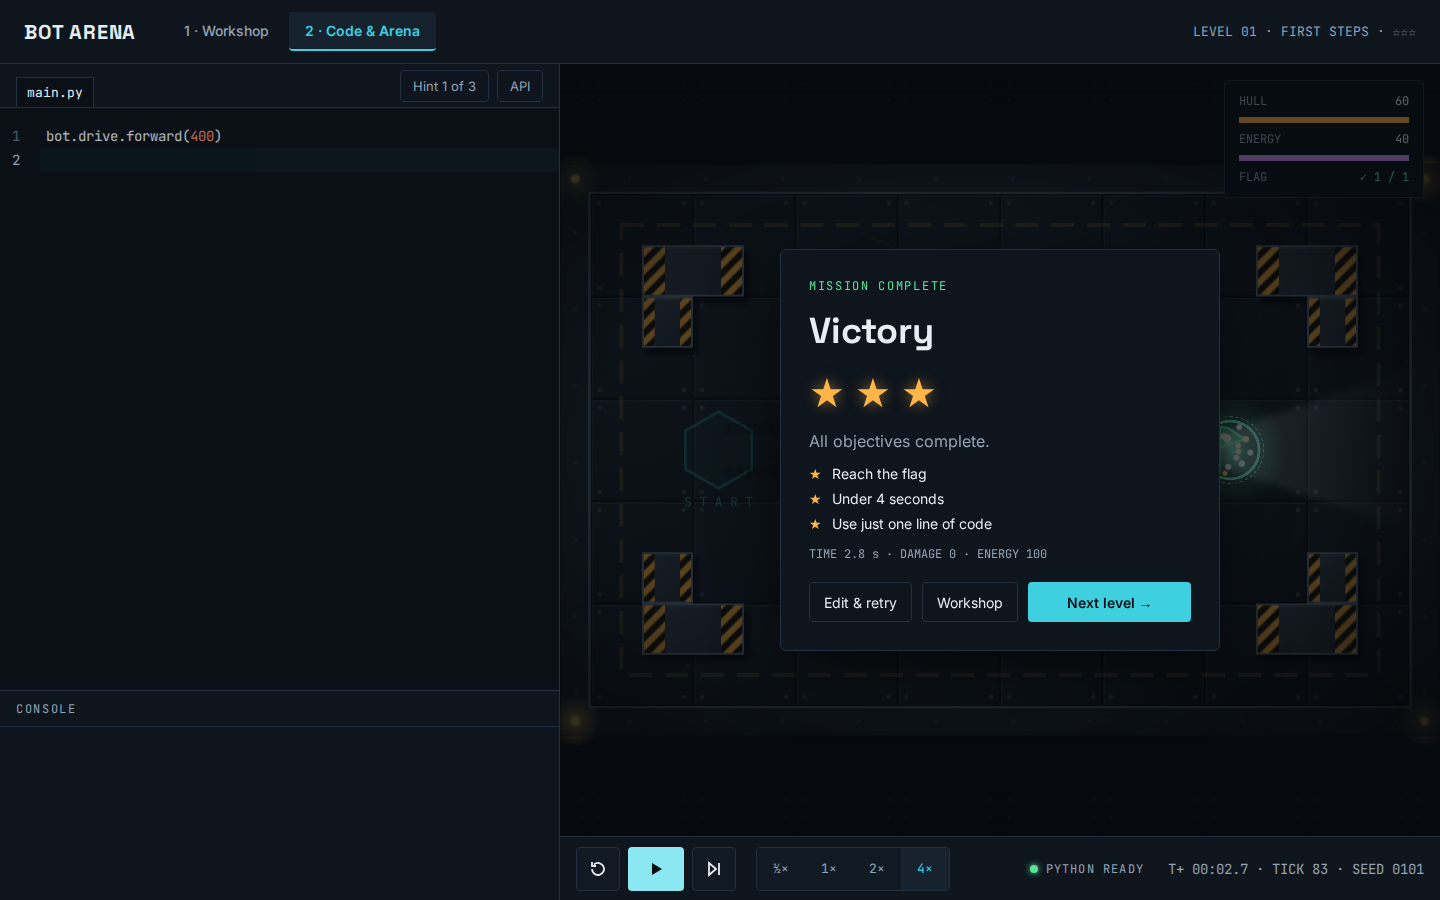 BOT ARENA
1 · Workshop
2 · Code & Arena
LEVEL 01 · FIRST STEPS · ☆☆☆
main.py
Hint 1 of 3
API
1 bot.drive.forward(400)
2
CONSOLE
HULL 60
ENERGY 40
FLAG ✓ 1 / 1
START
MISSION COMPLETE
Victory
★ ★ ★
All objectives complete.
★ Reach the flag
★ Under 4 seconds
★ Use just one line of code
TIME 2.8 s · DAMAGE 0 · ENERGY 100
Edit & retry
Workshop
Next level →
½×
1×
2×
4×
PYTHON READY
T+ 00:02.7 · TICK 83 · SEED 0101